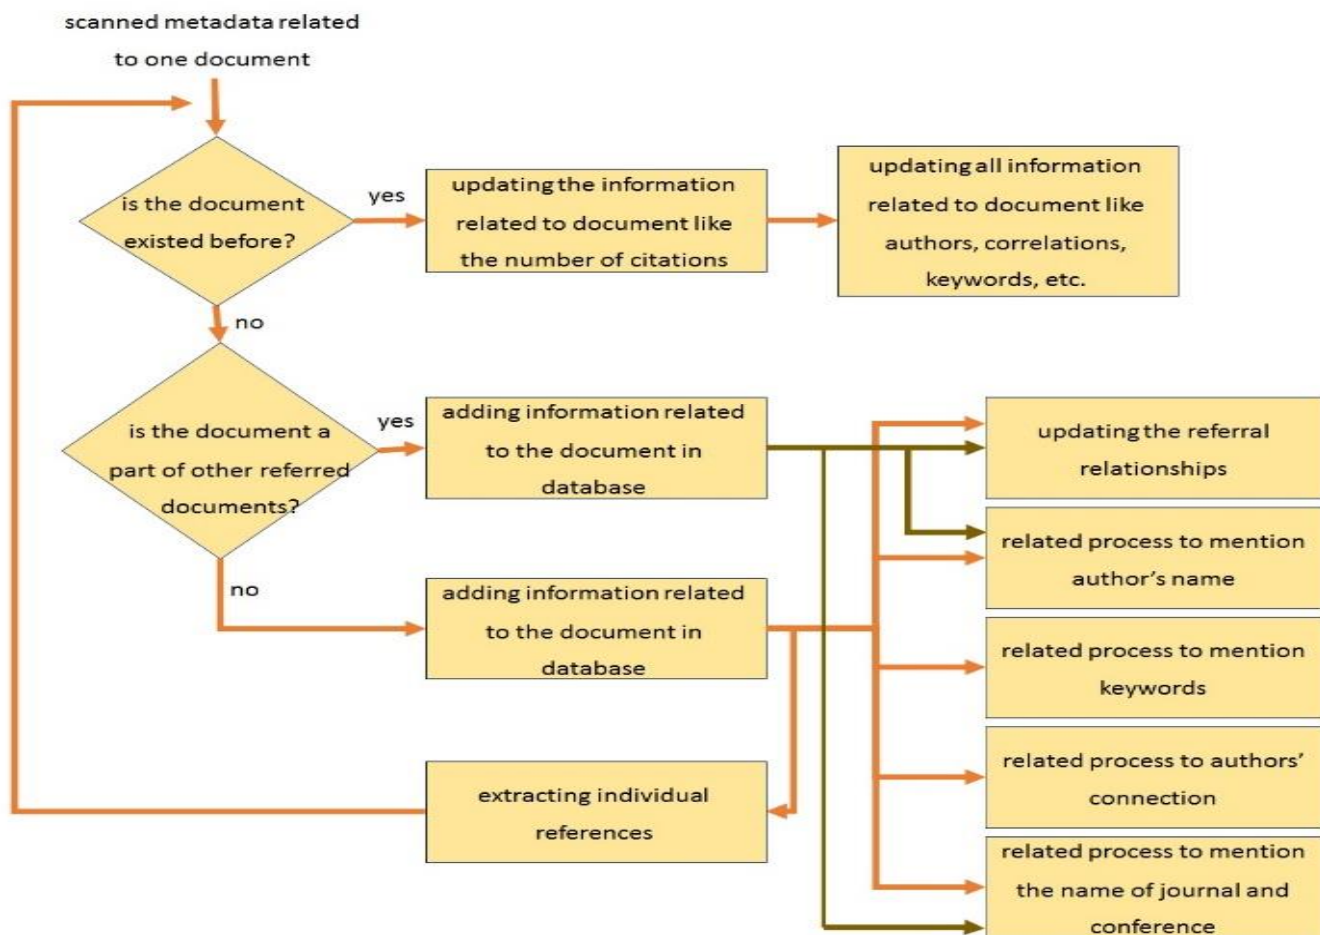 scanned metadata related
to one document
is the document
existed before?
yes
updating the information
related to document like
the number of citations
updating all information
related to document like
authors, correlations,
keywords, etc.
no
is the document a
part of other referred
documents?
yes
adding information related
to the document in
database
updating the referral
relationships
related process to mention
author's name
no
adding information related
to the document in
database
related process to mention
keywords
related process to authors'
connection
extracting individual
references
related process to mention
the name of journal and
conference